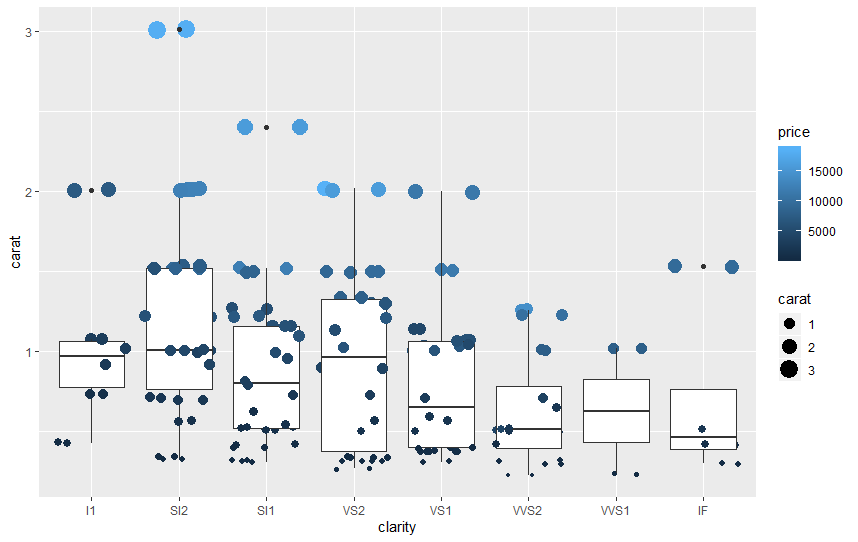 3
2
1
carat
I1 SI2 SI1 VS2 VS1 VVS2 VVS1 IF
clarity
price
15000
10000
5000
carat
1
2
3